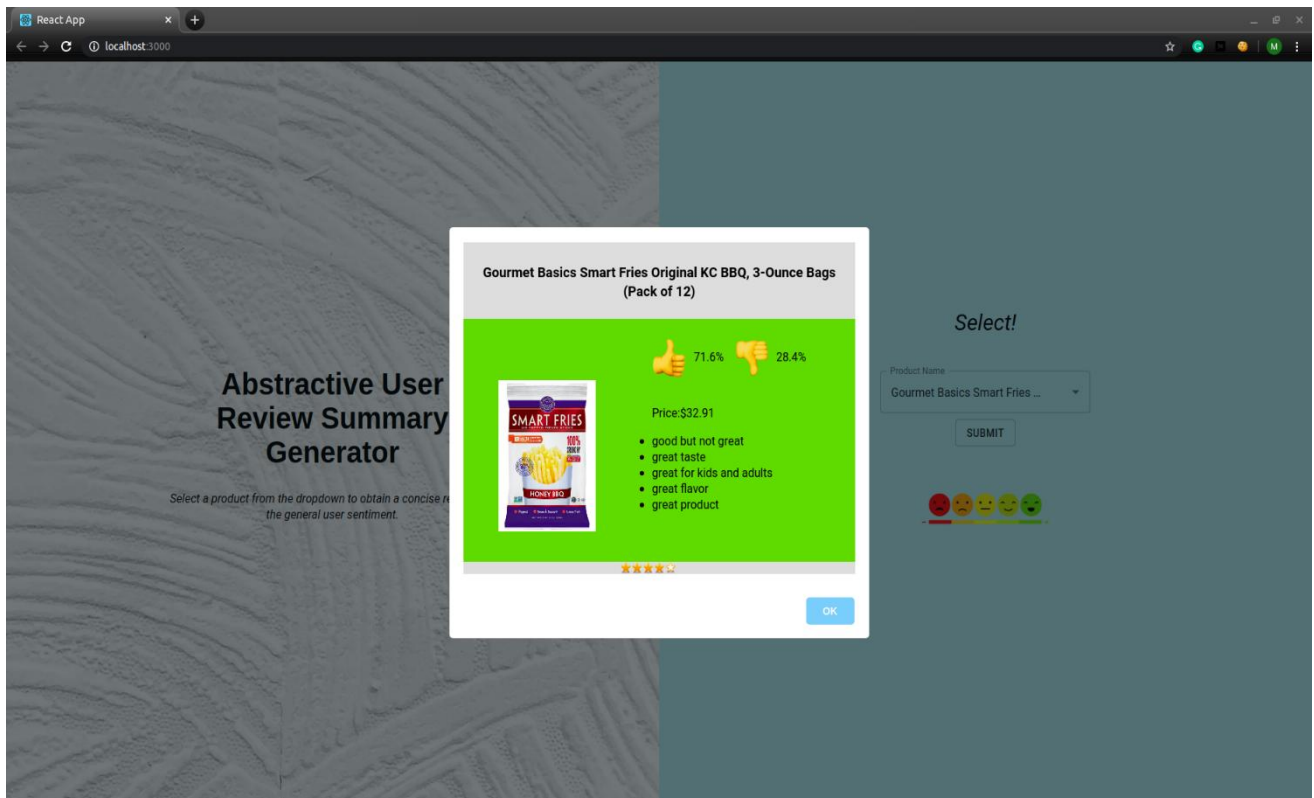 React App
localhost:3000
M
Abstractive User
Review Summary
Generator
Select a product from the dropdown to obtain a concise re
the general user sentiment.
Gourmet Basics Smart Fries Original KC BBQ, 3-Ounce Bags
(Pack of 12)
71.6%
28.4%
SMART FRIES
100%
HONEY BBQ
Price:$32.91
good but not great
great taste
great for kids and adults
great flavor
great product
OK
Select!
Product Name
Gourmet Basics Smart Fries ...
SUBMIT